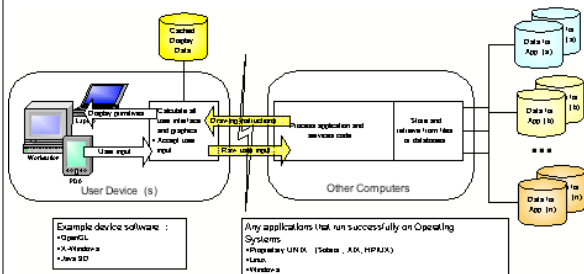 Cached
Display
Data
Data for
App (a)
Data for
App (b)
Data for
App (n)
Display primitives
User input
Calculate all
user interface
and graphics
• Accept user
input
Drawing instructions
Raw user input
Process application and
services code
Store and
retrieve from files
or databases
Workstation
PDA
User Device (s)
Other Computers
Example device software :
•OpenGL
•X-Windows
•Java 3D
Any applications that run successfully on Operating
Systems
•Proprietary UNIX (Solaris, AIX, HPUX)
•Linux
•Windows